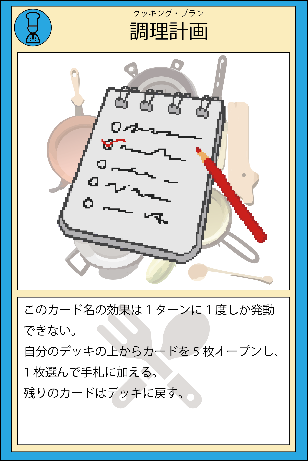 クッキング・プラン
調理計画
このカード名の効果は1ターンに1度しか発動
できない。
自分のデッキの上からカードを5枚オープンし、
1枚選んで手札に加える。
残りのカードはデッキに戻す。